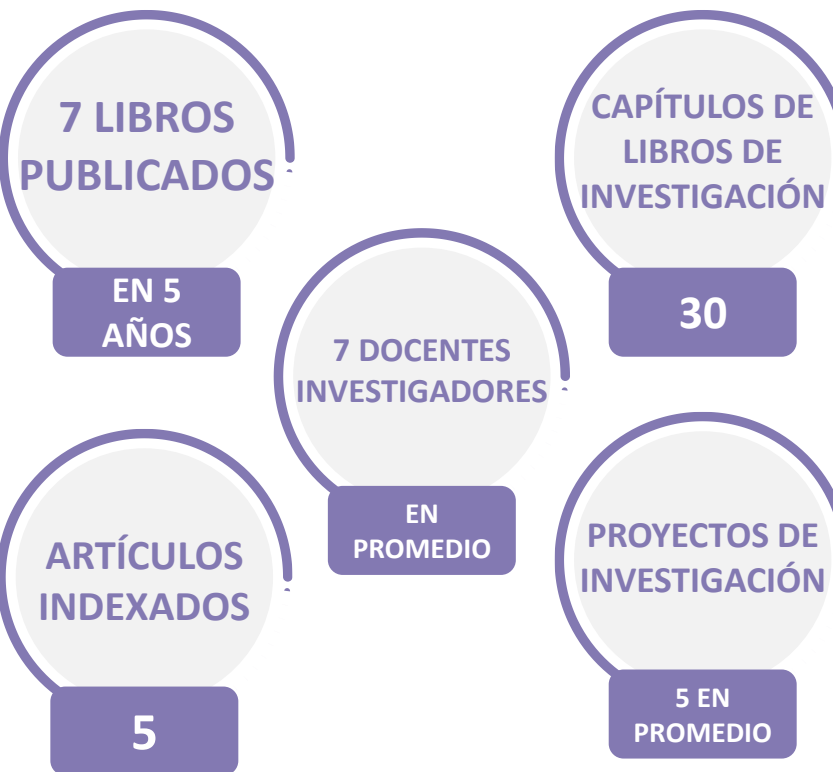 7 LIBROS
PUBLICADOS
EN 5
AÑOS
CAPÍTULOS DE
LIBROS DE
INVESTIGACIÓN
30
7 DOCENTES
INVESTIGADORES
EN
PROMEDIO
ARTÍCULOS
INDEXADOS
5
PROYECTOS DE
INVESTIGACIÓN
5 EN
PROMEDIO